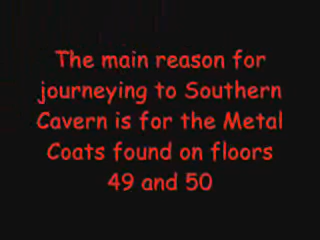 The main reason for
journeying to Southern
Cavern is for the Metal
Coats found on floors
49 and 50